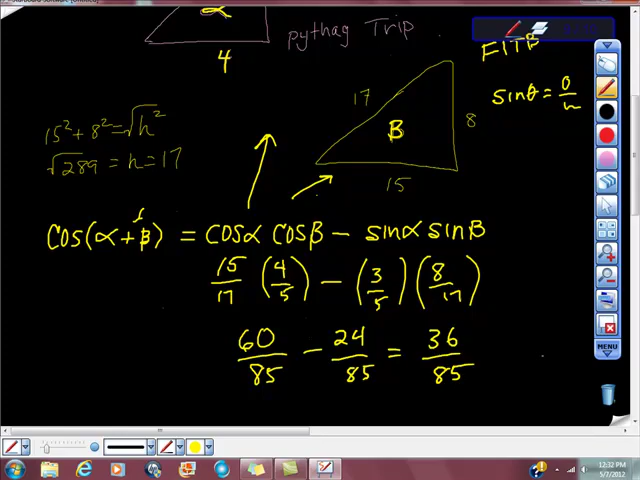 α
4
pythag Trip
FITB
sinθ = o/h
17
B
8
15
15² + 8² = √h²
√289 = h = 17
cos(α + β) = cosα cosβ − sinα sinβ
15/17 (4/5) − (3/5)(8/17)
60/85 − 24/85 = 36/85
MENU
12:32 PM
5/7/2012